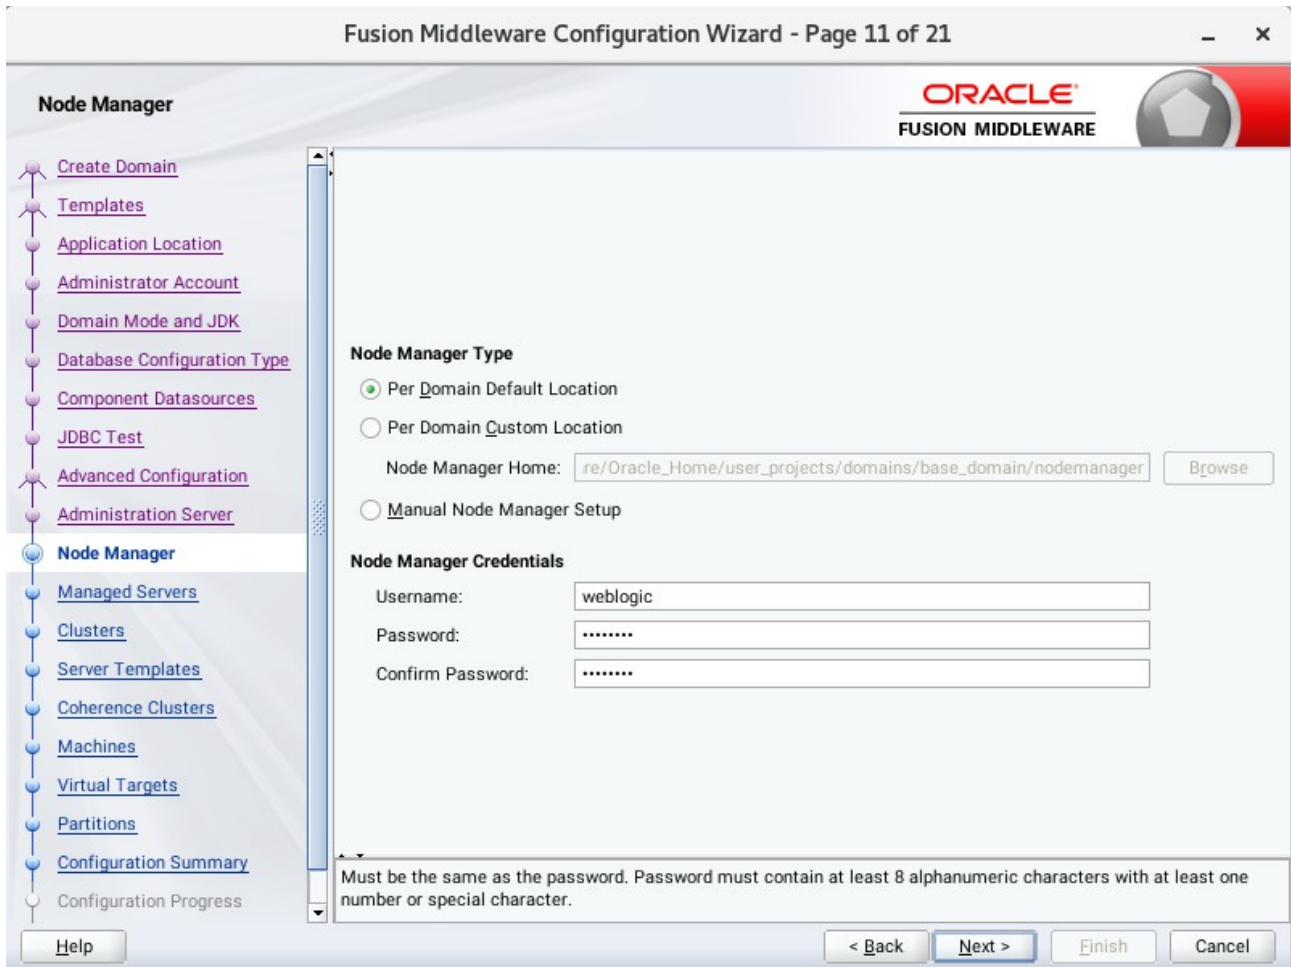 Fusion Middleware Configuration Wizard - Page 11 of 21
Node Manager
ORACLE
FUSION MIDDLEWARE
Create Domain
Templates
Application Location
Administrator Account
Domain Mode and JDK
Database Configuration Type
Component Datasources
JDBC Test
Advanced Configuration
Administration Server
Node Manager
Managed Servers
Clusters
Server Templates
Coherence Clusters
Machines
Virtual Targets
Partitions
Configuration Summary
Configuration Progress
Node Manager Type
Per Domain Default Location
Per Domain Custom Location
Node Manager Home: re/Oracle_Home/user_projects/domains/base_domain/nodemanager Browse
Manual Node Manager Setup
Node Manager Credentials
Username: weblogic
Password: ••••••••
Confirm Password: ••••••••
Must be the same as the password. Password must contain at least 8 alphanumeric characters with at least one
number or special character.
Help < Back Next > Finish Cancel